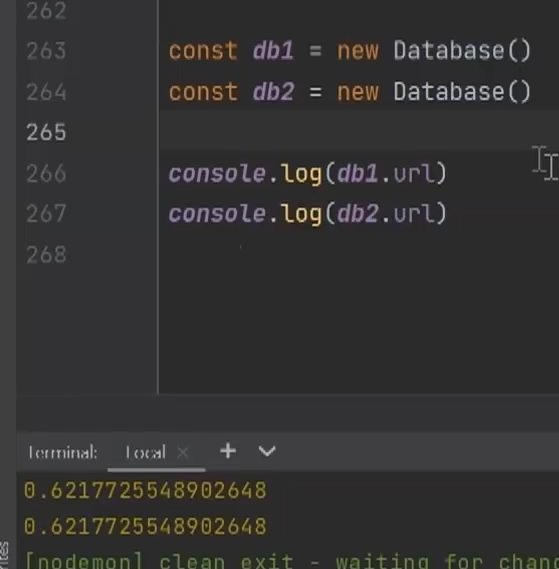 262
263 const db1 = new Database()
264 const db2 = new Database()
265
266 console.log(db1.url)
267 console.log(db2.url)
268
Terminal: Local × + 
0.6217725548902648
0.6217725548902648
[nodemon] clean exit - waiting for chan